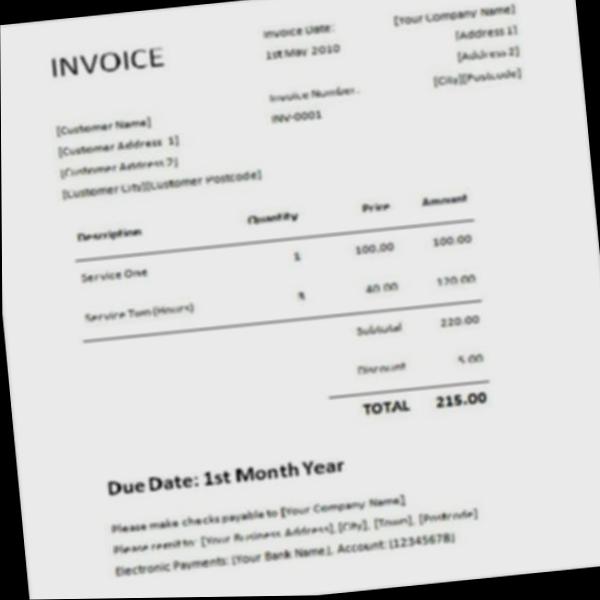 INVOICE
Invoice Date:
1st May 2010
[Your Company Name]
[Address 1]
[Address 2]
[City][Postcode]
Invoice Number:
INV-0001
[Customer Name]
[Customer Address 1]
[Customer Address 2]
[Customer City][Customer Postcode]
Description Quantity Price Amount
Service One 1 100.00 100.00
Service Two (Hours) 3 40.00 120.00
Subtotal 220.00
Discount 5.00
TOTAL 215.00
Due Date: 1st Month Year
Please make checks payable to [Your Company Name]
Please remit to: [Your Business Address], [City], [Town], [Postcode]
Electronic Payments: [Your Bank Name], Account: [12345678]